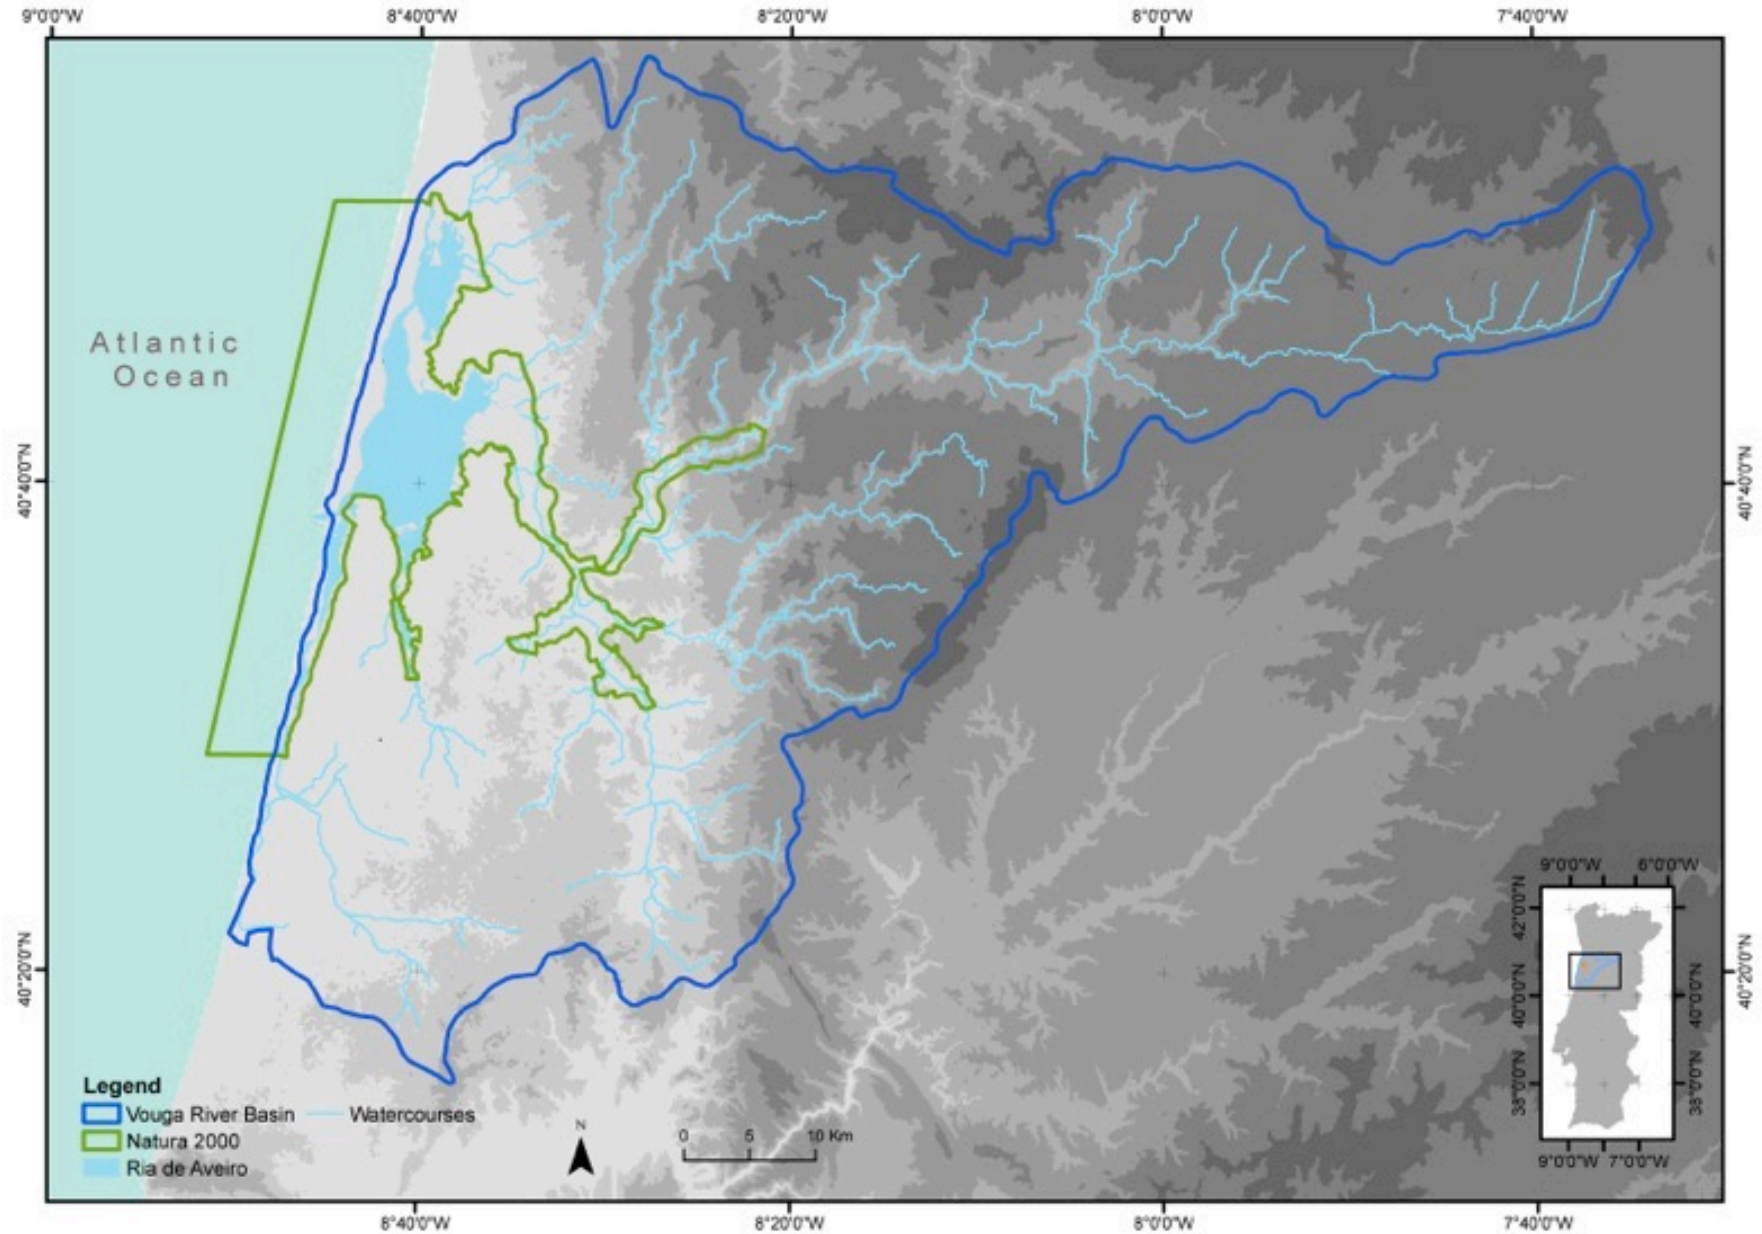 9°0'0"W 8°40'0"W 8°20'0"W 8°0'0"W 7°40'0"W
Atlantic
Ocean
40°40'0"N 40°40'0"N
40°20'0"N 40°20'0"N
9°0'0"W 6°0'0"W
42°0'0"N
40°0'0"N 40°0'0"N
38°0'0"N 38°0'0"N
9°0'0"W 7°0'0"W
Legend
Vouga River Basin Watercourses
Natura 2000
Ria de Aveiro
N
0 5 10 Km
8°40'0"W 8°20'0"W 8°0'0"W 7°40'0"W